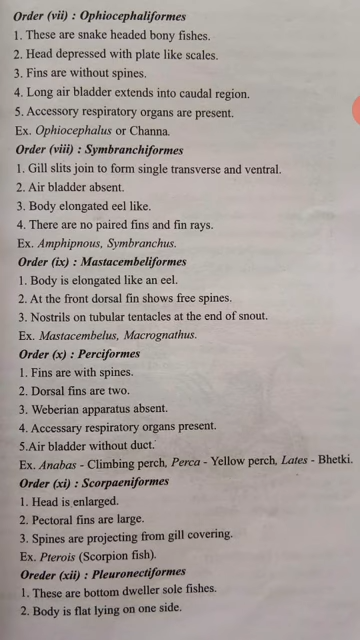 Order (vii) : Ophiocephaliformes
1. These are snake headed bony fishes.
2. Head depressed with plate like scales.
3. Fins are without spines.
4. Long air bladder extends into caudal region.
5. Accessory respiratory organs are present.
Ex. Ophiocephalus or Channa.
Order (viii) : Symbranchiformes
1. Gill slits join to form single transverse and ventral.
2. Air bladder absent.
3. Body elongated eel like.
4. There are no paired fins and fin rays.
Ex. Amphipnous, Symbranchus.
Order (ix) : Mastacembeliformes
1. Body is elongated like an eel.
2. At the front dorsal fin shows free spines.
3. Nostrils on tubular tentacles at the end of snout.
Ex. Mastacembelus, Macrognathus.
Order (x) : Perciformes
1. Fins are with spines.
2. Dorsal fins are two.
3. Weberian apparatus absent.
4. Accessary respiratory organs present.
5.Air bladder without duct.
Ex. Anabas - Climbing perch, Perca - Yellow perch, Lates - Bhetki.
Order (xi) : Scorpaeniformes
1. Head is enlarged.
2. Pectoral fins are large.
3. Spines are projecting from gill covering.
Ex. Pterois (Scorpion fish).
Oreder (xii) : Pleuronectiformes
1. These are bottom dweller sole fishes.
2. Body is flat lying on one side.